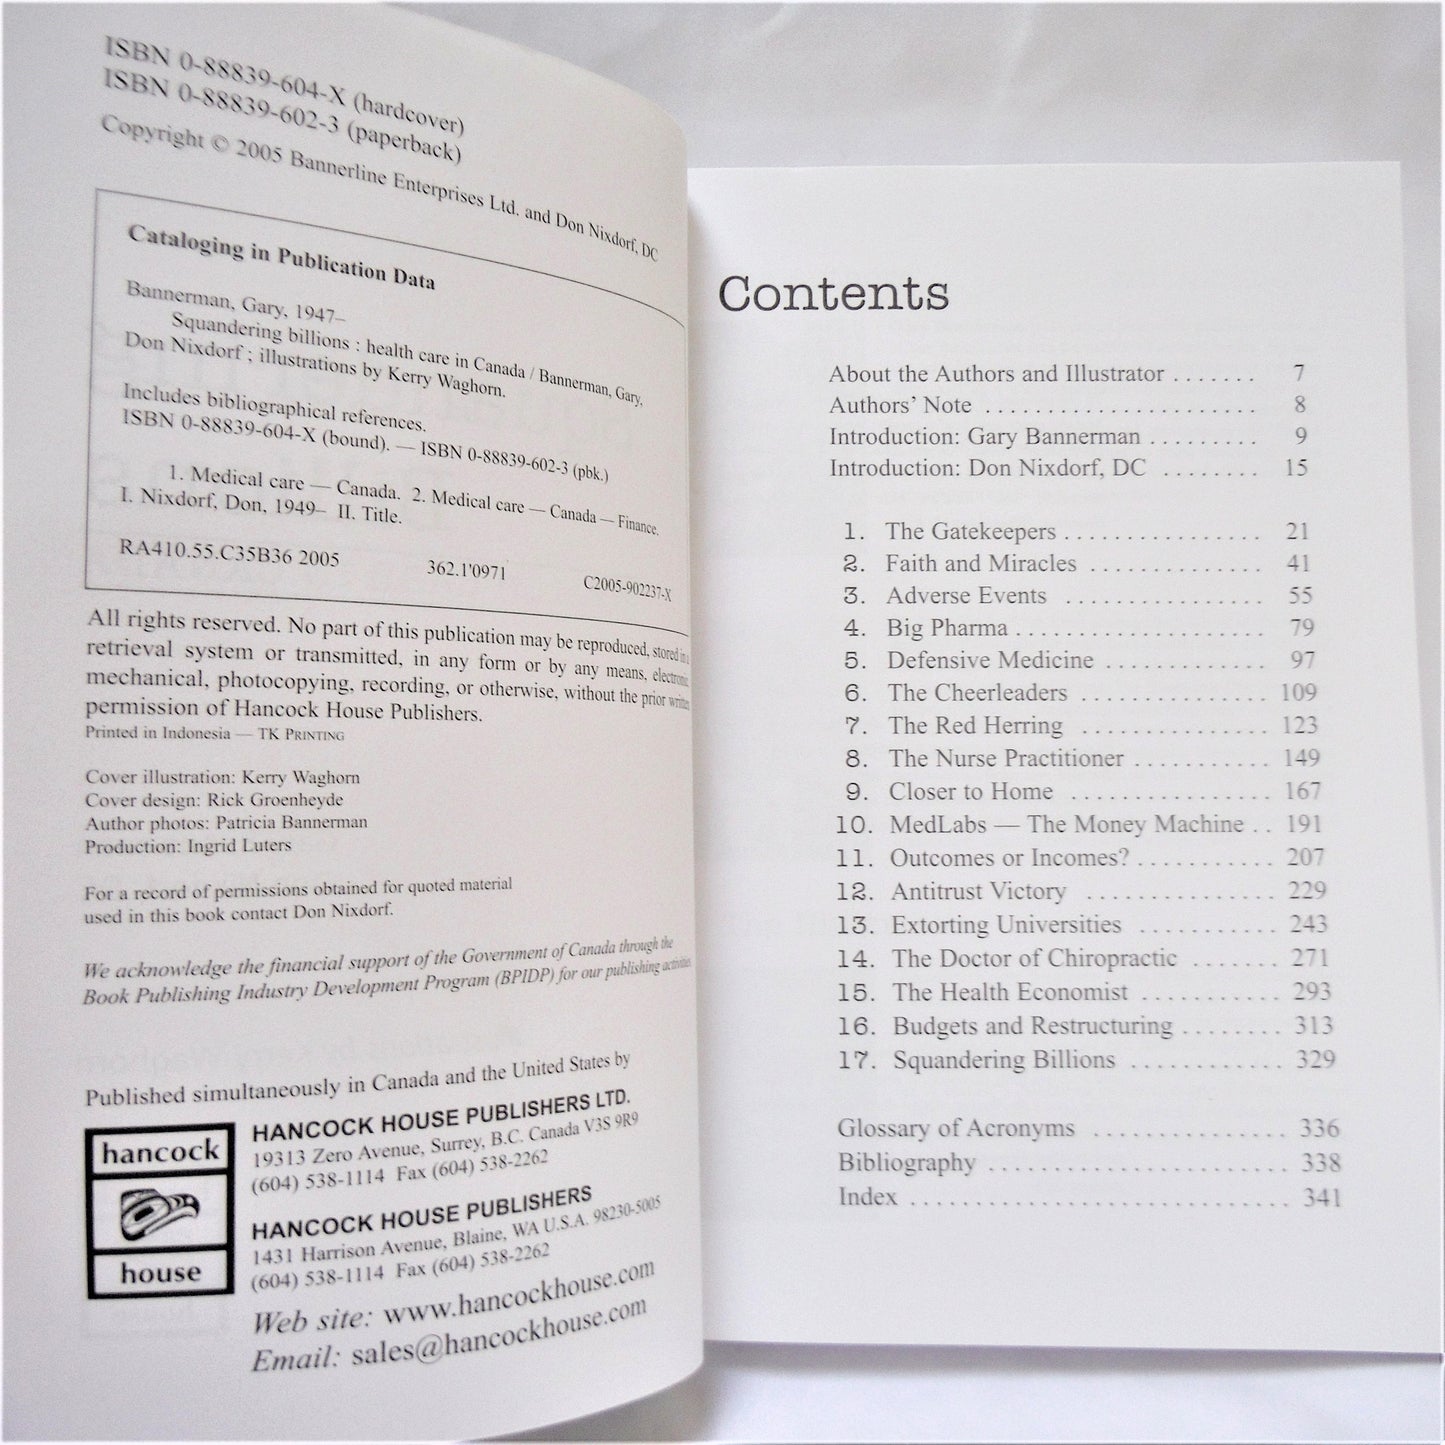 ISBN 0-88839-604-X (hardcover)
ISBN 0-88839-602-3 (paperback)
Copyright © 2005 Bannerline Enterprises Ltd. and Don Nixdorf, DC
Cataloging in Publication Data
Bannerman, Gary, 1947–
Squandering billions : health care in Canada / Bannerman, Gary,
Don Nixdorf ; illustrations by Kerry Waghorn.
Includes bibliographical references.
ISBN 0-88839-604-X (bound). — ISBN 0-88839-602-3 (pbk.)
1. Medical care — Canada. 2. Medical care — Canada — Finance.
I. Nixdorf, Don, 1949– II. Title.
RA410.55.C35B36 2005 362.1'0971 C2005-902237-X
All rights reserved. No part of this publication may be reproduced, stored in a
retrieval system or transmitted, in any form or by any means, electronic
mechanical, photocopying, recording, or otherwise, without the prior written
permission of Hancock House Publishers.
Printed in Indonesia — TK PRINTING
Cover illustration: Kerry Waghorn
Cover design: Rick Groenheyde
Author photos: Patricia Bannerman
Production: Ingrid Luters
For a record of permissions obtained for quoted material
used in this book contact Don Nixdorf.
We acknowledge the financial support of the Government of Canada through the
Book Publishing Industry Development Program (BPIDP) for our publishing activities
Published simultaneously in Canada and the United States by
hancock
house
HANCOCK HOUSE PUBLISHERS LTD.
19313 Zero Avenue, Surrey, B.C. Canada V3S 9R9
(604) 538-1114 Fax (604) 538-2262
HANCOCK HOUSE PUBLISHERS
1431 Harrison Avenue, Blaine, WA U.S.A. 98230-5005
(604) 538-1114 Fax (604) 538-2262
Web site: www.hancockhouse.com
Email: sales@hancockhouse.com
Contents
About the Authors and Illustrator . . . . . . . 7
Authors' Note . . . . . . . . . . . . . . . . . . . . . . 8
Introduction: Gary Bannerman . . . . . . . . . 9
Introduction: Don Nixdorf, DC . . . . . . . . 15
1. The Gatekeepers . . . . . . . . . . . . . . . . 21
2. Faith and Miracles . . . . . . . . . . . . . . 41
3. Adverse Events . . . . . . . . . . . . . . . . 55
4. Big Pharma . . . . . . . . . . . . . . . . . . . . 79
5. Defensive Medicine . . . . . . . . . . . . . 97
6. The Cheerleaders . . . . . . . . . . . . . . . 109
7. The Red Herring . . . . . . . . . . . . . . . 123
8. The Nurse Practitioner . . . . . . . . . . . 149
9. Closer to Home . . . . . . . . . . . . . . . . 167
10. MedLabs — The Money Machine . . 191
11. Outcomes or Incomes? . . . . . . . . . . . 207
12. Antitrust Victory . . . . . . . . . . . . . . . 229
13. Extorting Universities . . . . . . . . . . . 243
14. The Doctor of Chiropractic . . . . . . . 271
15. The Health Economist . . . . . . . . . . . 293
16. Budgets and Restructuring . . . . . . . . 313
17. Squandering Billions . . . . . . . . . . . . 329
Glossary of Acronyms . . . . . . . . . . . . . . . . 336
Bibliography . . . . . . . . . . . . . . . . . . . . . . . . 338
Index . . . . . . . . . . . . . . . . . . . . . . . . . . . . . . 341